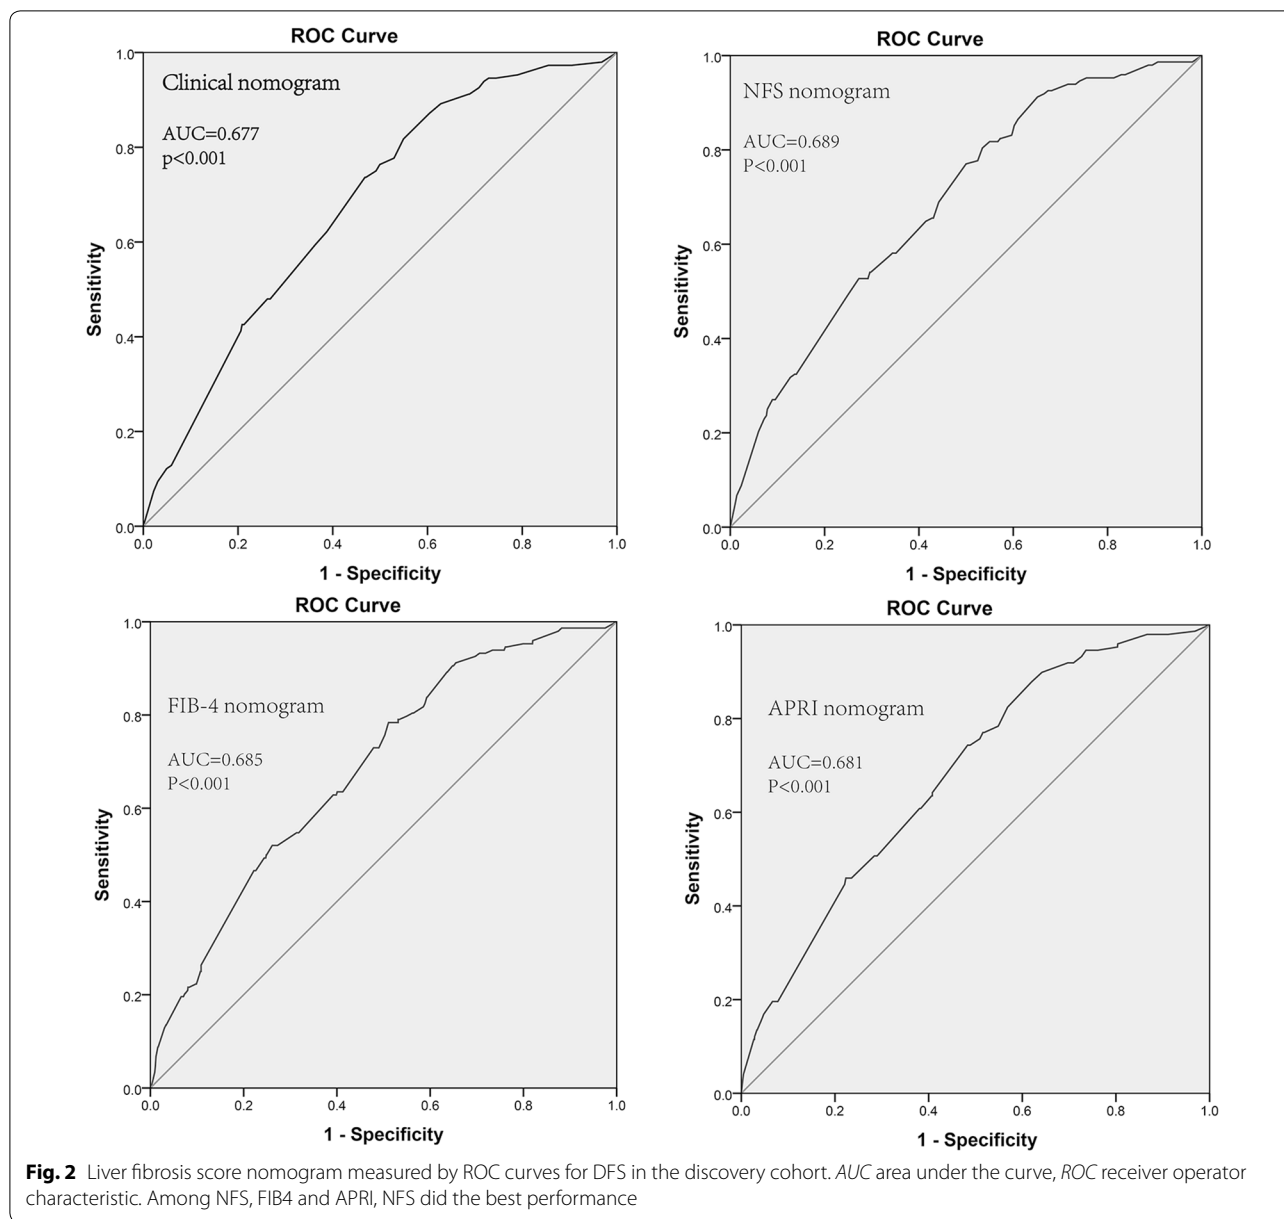 ROC Curve
Clinical nomogram
AUC=0.677
p<0.001
Sensitivity
1.0
0.8
0.6
0.4
0.2
0.0
0.0 0.2 0.4 0.6 0.8 1.0
1 - Specificity
ROC Curve
NFS nomogram
AUC=0.689
P<0.001
Sensitivity
1.0
0.8
0.6
0.4
0.2
0.0
0.0 0.2 0.4 0.6 0.8 1.0
1 - Specificity
ROC Curve
FIB-4 nomogram
AUC=0.685
P<0.001
Sensitivity
1.0
0.8
0.6
0.4
0.2
0.0
0.0 0.2 0.4 0.6 0.8 1.0
1 - Specificity
ROC Curve
APRI nomogram
AUC=0.681
P<0.001
Sensitivity
1.0
0.8
0.6
0.4
0.2
0.0
0.0 0.2 0.4 0.6 0.8 1.0
1 - Specificity
Fig. 2 Liver fibrosis score nomogram measured by ROC curves for DFS in the discovery cohort. AUC area under the curve, ROC receiver operator
characteristic. Among NFS, FIB4 and APRI, NFS did the best performance